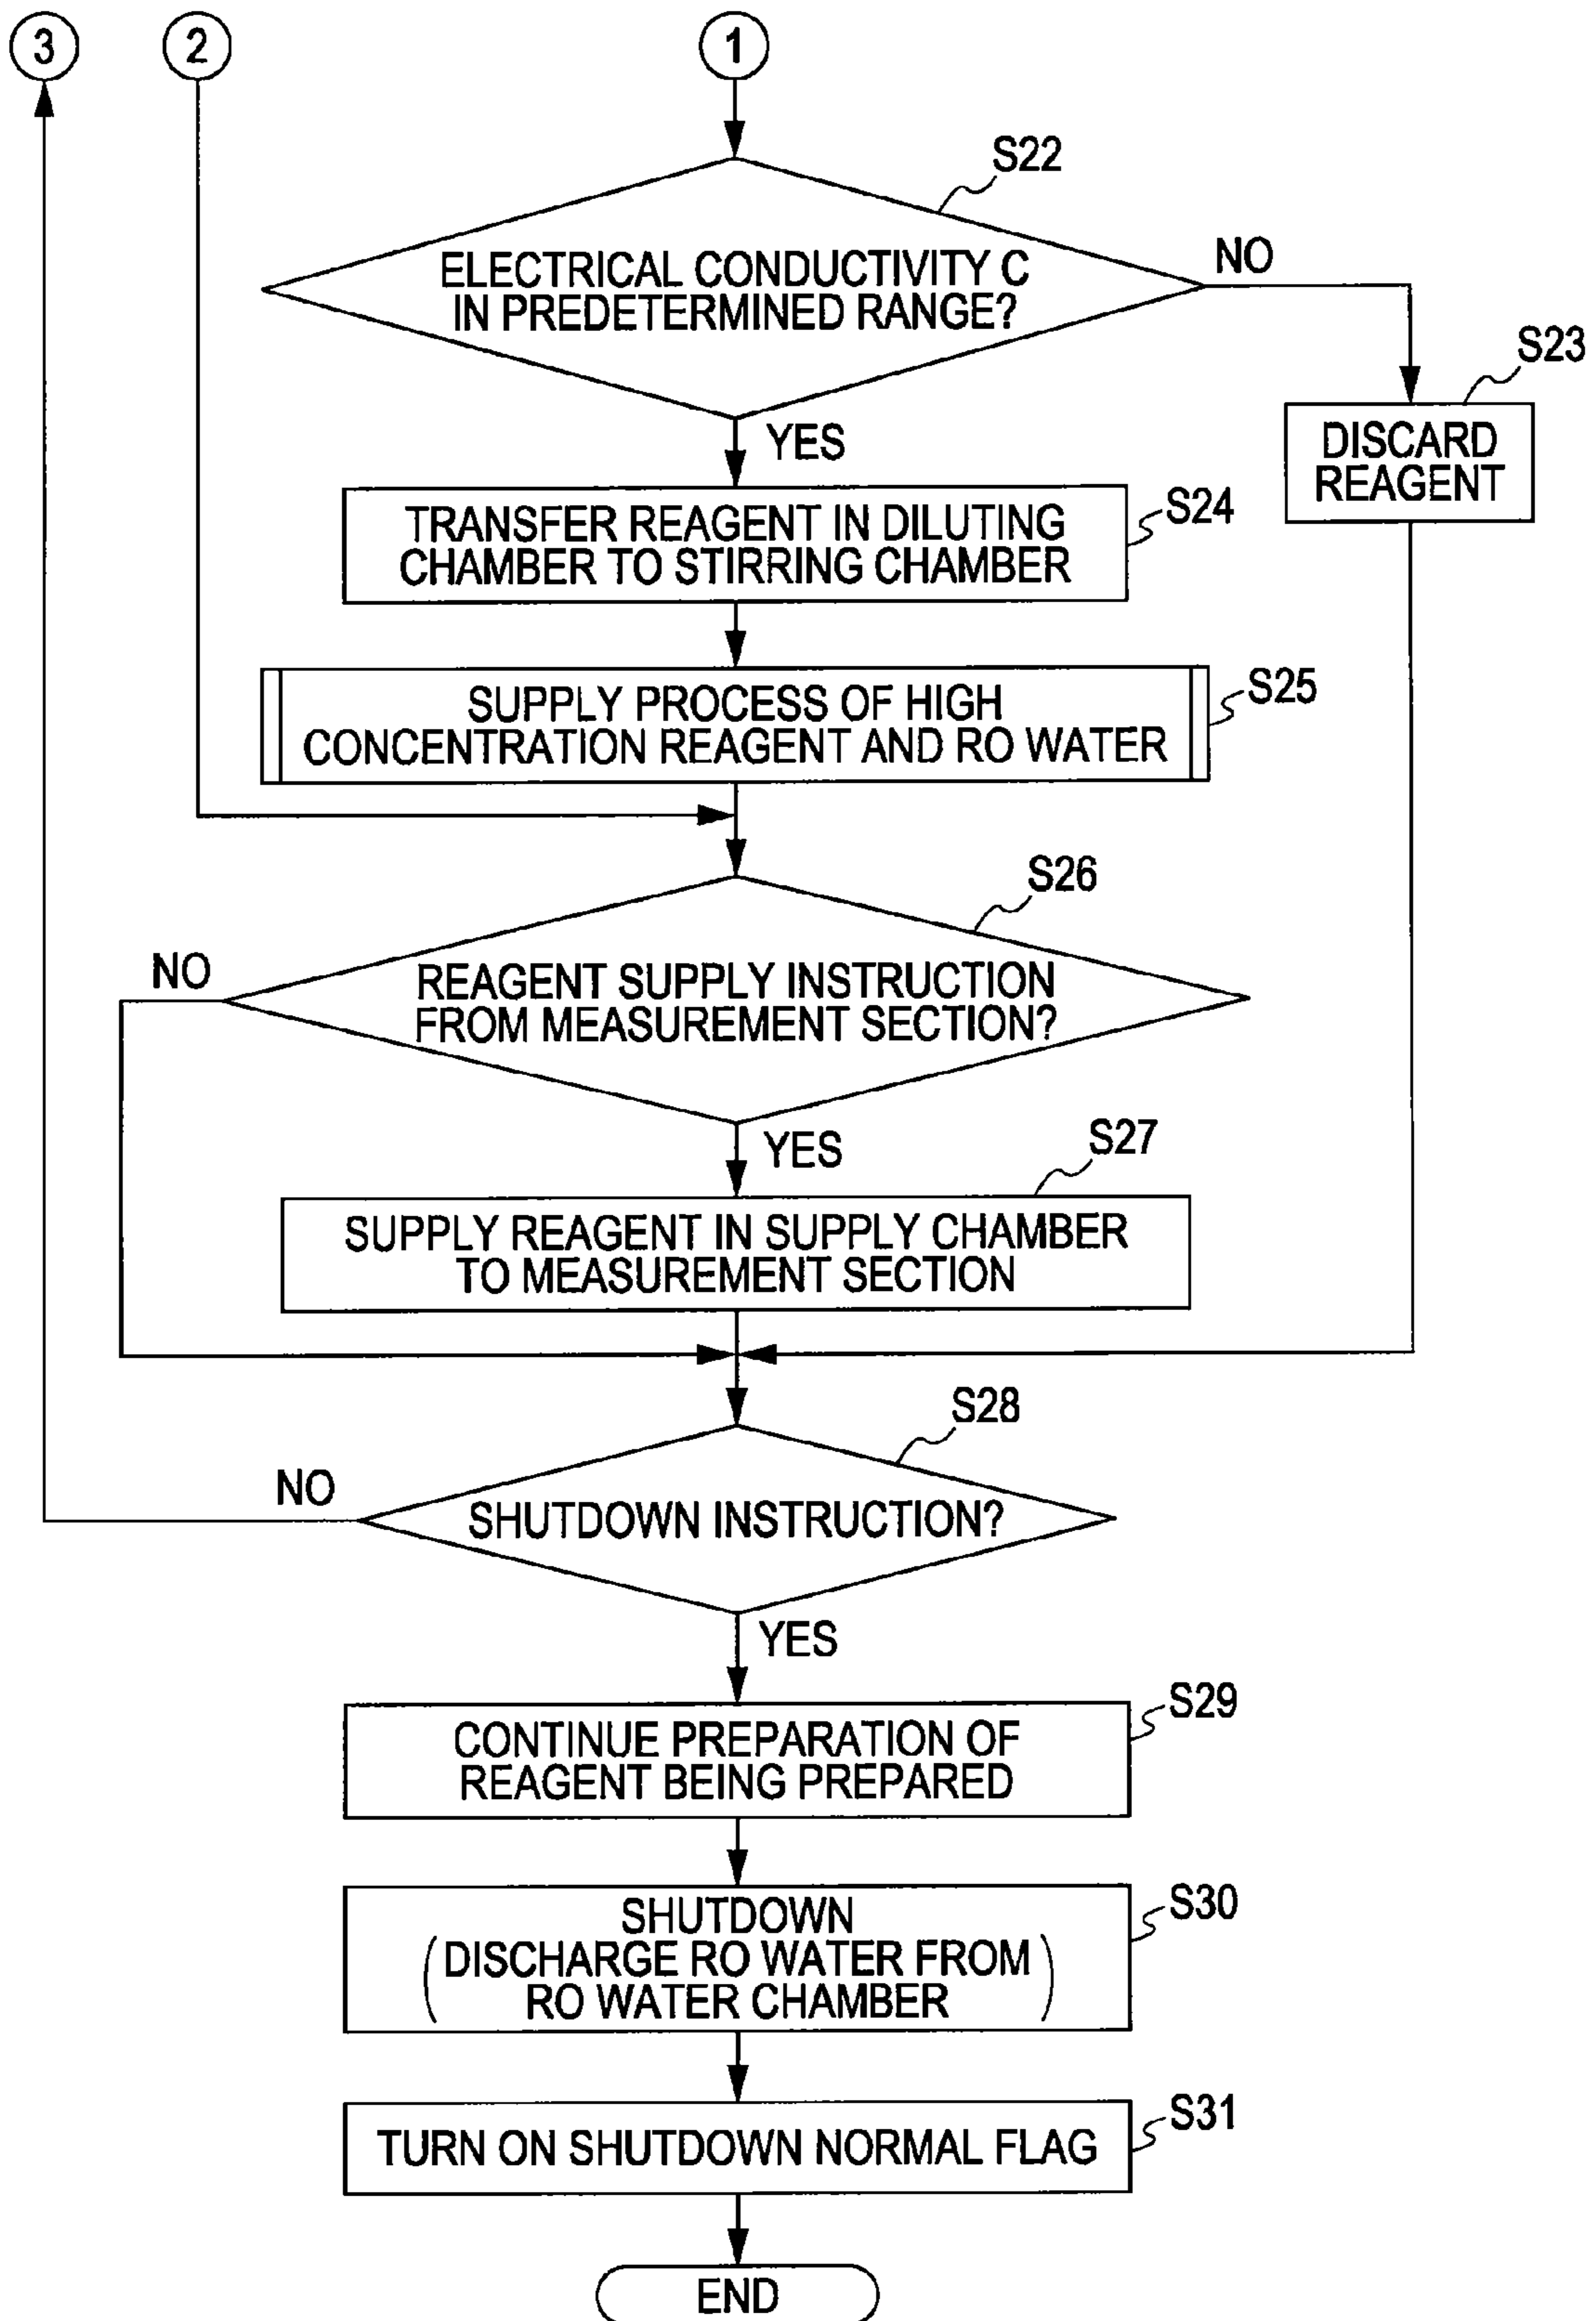 3
2
1
S22
ELECTRICAL CONDUCTIVITY C
IN PREDETERMINED RANGE?
NO
S23
DISCARD
REAGENT
YES
S24
TRANSFER REAGENT IN DILUTING
CHAMBER TO STIRRING CHAMBER
S25
SUPPLY PROCESS OF HIGH
CONCENTRATION REAGENT AND RO WATER
S26
NO
REAGENT SUPPLY INSTRUCTION
FROM MEASUREMENT SECTION?
YES
S27
SUPPLY REAGENT IN SUPPLY CHAMBER
TO MEASUREMENT SECTION
S28
NO
SHUTDOWN INSTRUCTION?
YES
S29
CONTINUE PREPARATION OF
REAGENT BEING PREPARED
S30
SHUTDOWN
(DISCHARGE RO WATER FROM
RO WATER CHAMBER)
S31
TURN ON SHUTDOWN NORMAL FLAG
END